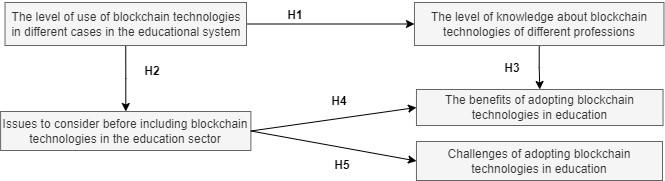 The level of use of blockchain technologies
in different cases in the educational system
H1
The level of knowledge about blockchain
technologies of different professions
H2
H3
Issues to consider before including blockchain
technologies in the education sector
H4
The benefits of adopting blockchain
technologies in education
H5
Challenges of adopting blockchain
technologies in education